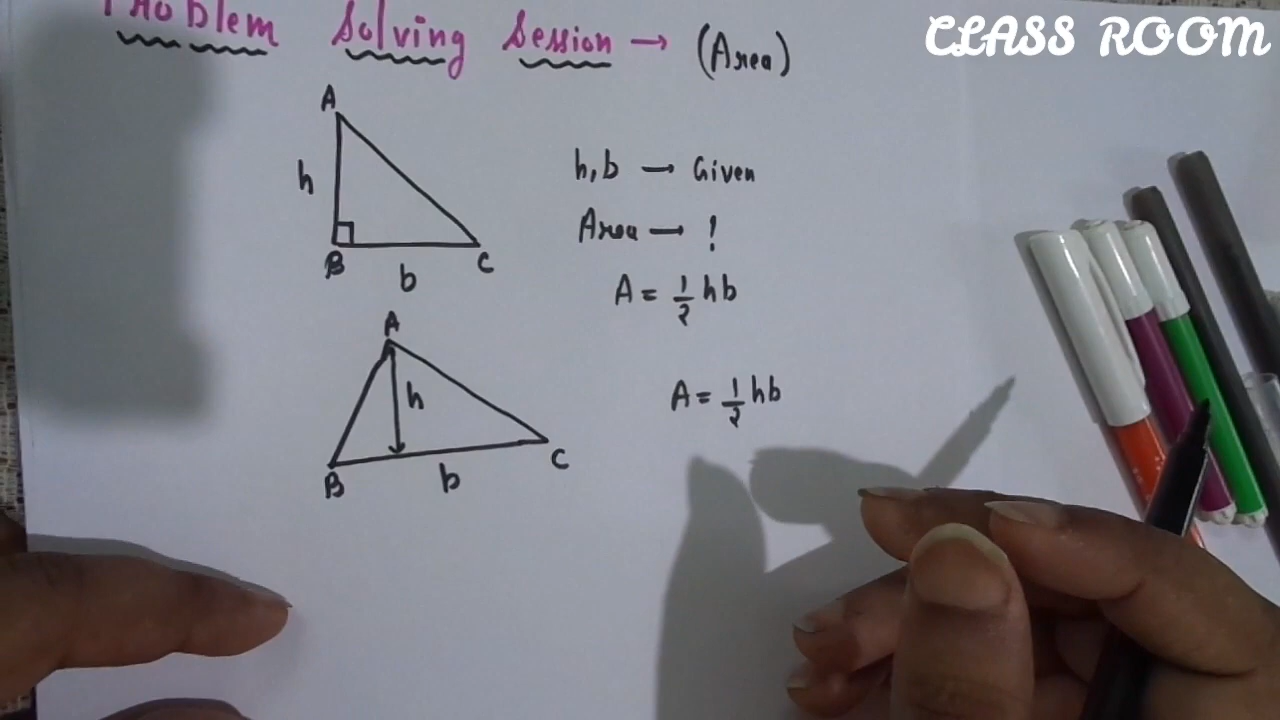 Problem Solving Session → (Area)
CLASS ROOM
A
h
B
b
C
h, b → Given
Area → !
A = 1/2 hb
A
h
B
b
C
A = 1/2 hb